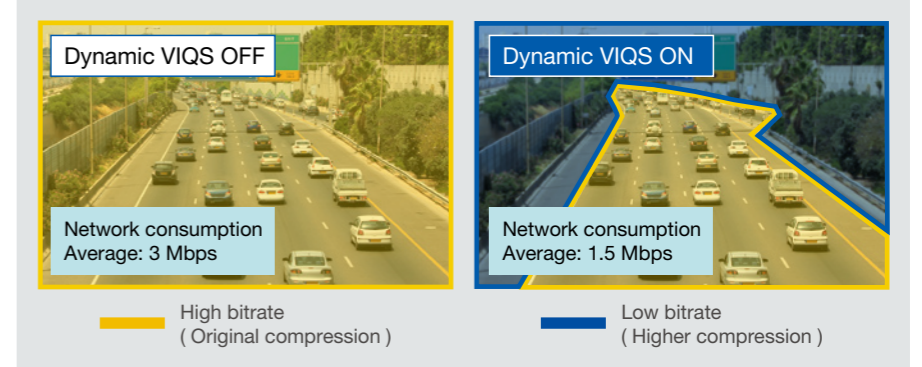 Dynamic VIQS OFF
Network consumption
Average: 3 Mbps
High bitrate
( Original compression )
Dynamic VIQS ON
Network consumption
Average: 1.5 Mbps
Low bitrate
( Higher compression )